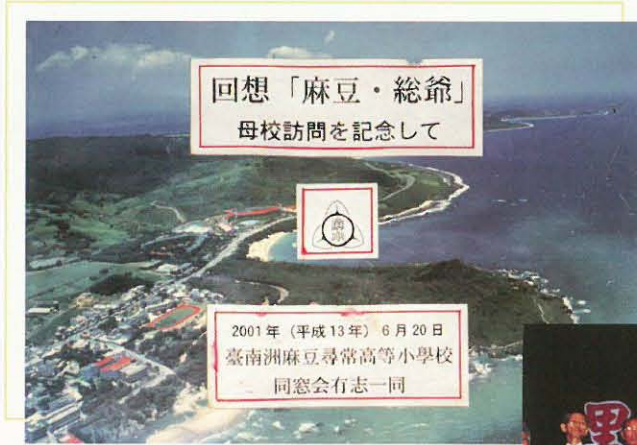 回想「麻豆・総爺」
母校訪問を記念して
2001年（平成13年）6月20日
臺南洲麻豆尋常高等小學校
同窓会有志一同